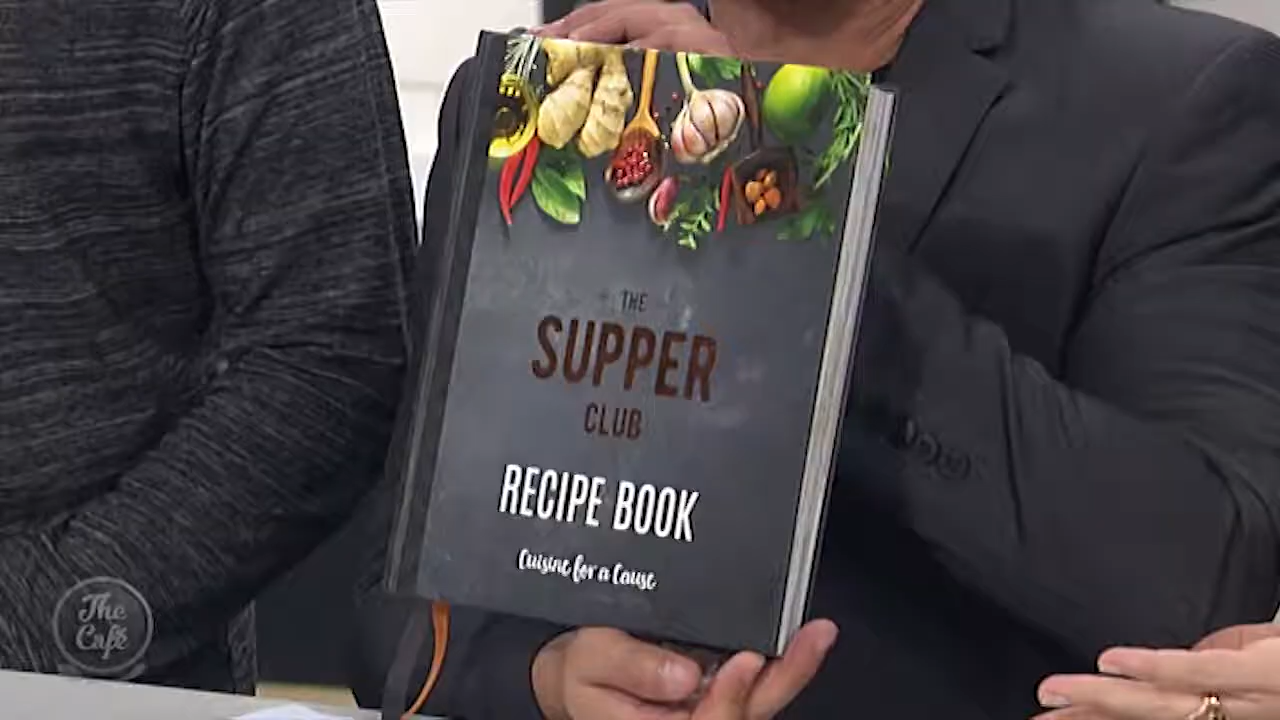 THE
SUPPER
CLUB
RECIPE BOOK
Cuisine for a Cause
The
Café